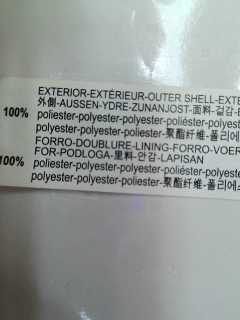 EXTERIOR-EXTÉRIEUR-OUTER SHELL-EXTE
外側-AUSSEN-YDRE-ZUNANJOST-面料-겉감-E
100% poliester-polyester-polyester-poliéster-polyester
polyester-polyester-poliester-聚酯纤维-폴리에스
FORRO-DOUBLURE-LINING-FORRO-VOER
FOR-PODLOGA-里料-안감-LAPISAN
100% poliester-polyester-polyester-poliéster-polyester
polyester-polyester-poliester-聚酯纤维-폴리에스